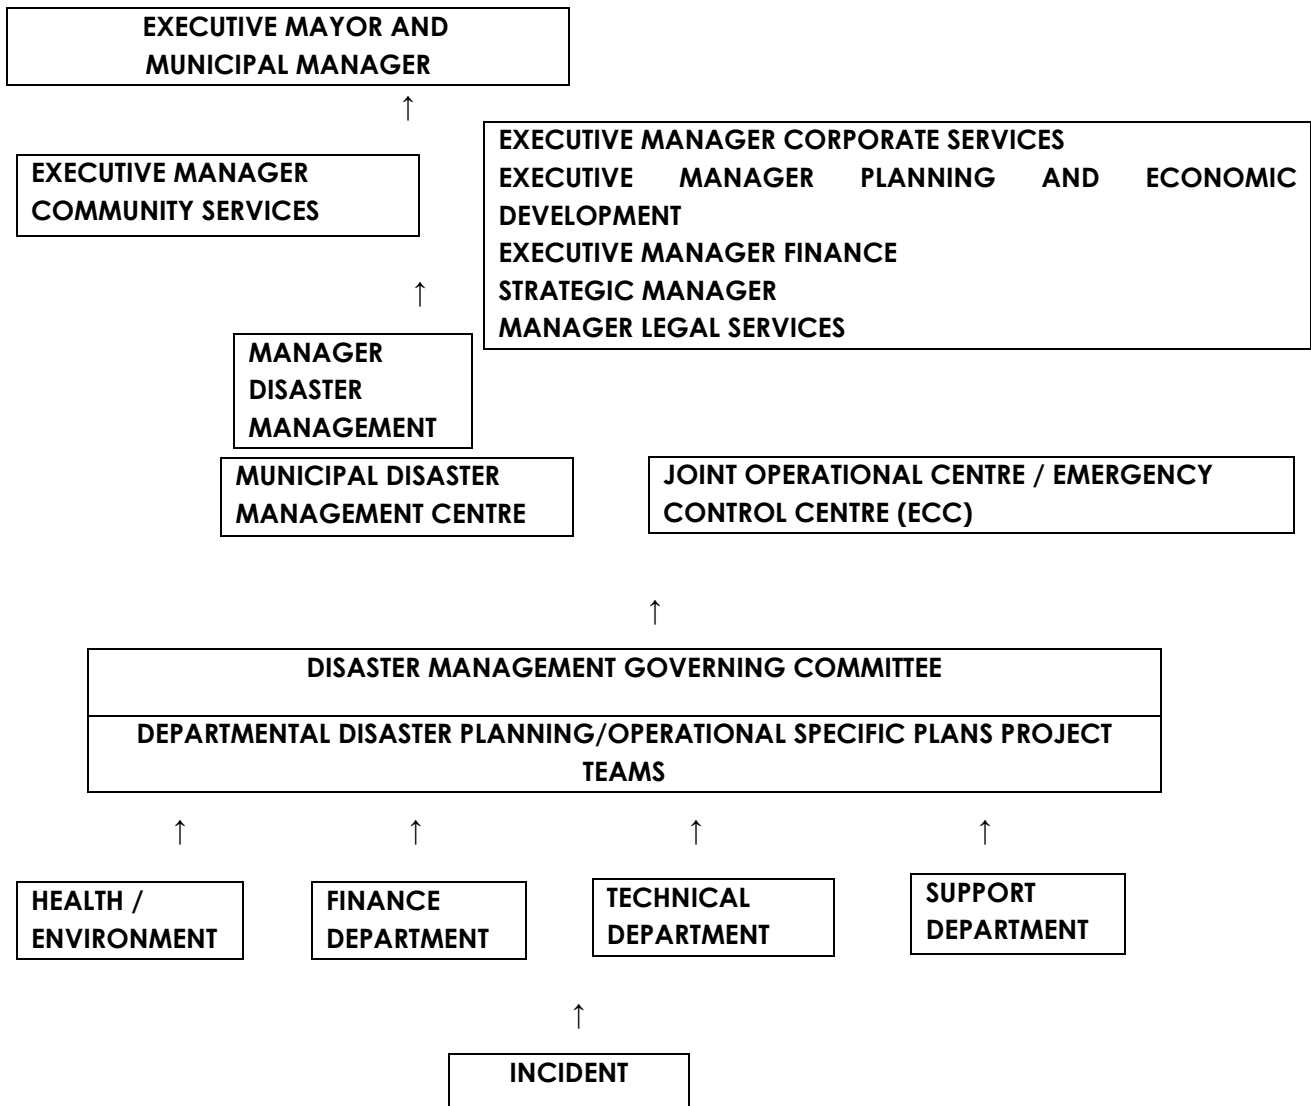 EXECUTIVE MAYOR AND
MUNICIPAL MANAGER
↑
EXECUTIVE MANAGER
COMMUNITY SERVICES
EXECUTIVE MANAGER CORPORATE SERVICES
EXECUTIVE MANAGER PLANNING AND ECONOMIC
DEVELOPMENT
EXECUTIVE MANAGER FINANCE
STRATEGIC MANAGER
MANAGER LEGAL SERVICES
↑
MANAGER
DISASTER
MANAGEMENT
MUNICIPAL DISASTER
MANAGEMENT CENTRE
JOINT OPERATIONAL CENTRE / EMERGENCY
CONTROL CENTRE (ECC)
↑
DISASTER MANAGEMENT GOVERNING COMMITTEE
DEPARTMENTAL DISASTER PLANNING/OPERATIONAL SPECIFIC PLANS PROJECT
TEAMS
↑ ↑ ↑ ↑
HEALTH /
ENVIRONMENT
FINANCE
DEPARTMENT
TECHNICAL
DEPARTMENT
SUPPORT
DEPARTMENT
↑
INCIDENT